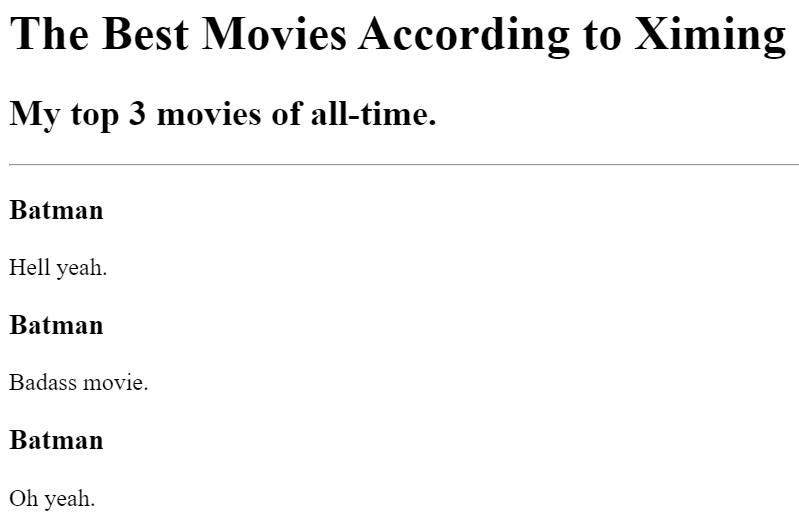 The Best Movies According to Ximing
My top 3 movies of all-time.
Batman
Hell yeah.
Batman
Badass movie.
Batman
Oh yeah.